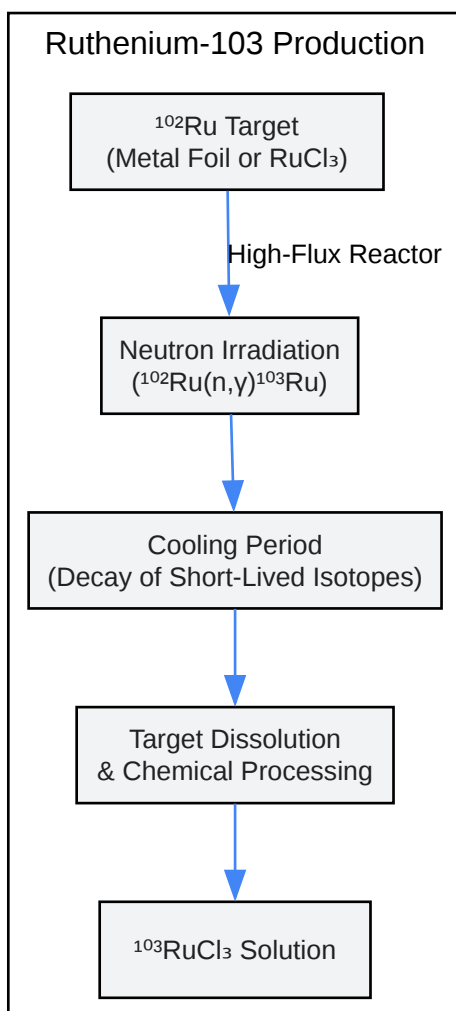 Ruthenium-103 Production
¹⁰²Ru Target
(Metal Foil or RuCl₃)
High-Flux Reactor
Neutron Irradiation
(¹⁰²Ru(n,γ)¹⁰³Ru)
Cooling Period
(Decay of Short-Lived Isotopes)
Target Dissolution
& Chemical Processing
¹⁰³RuCl₃ Solution